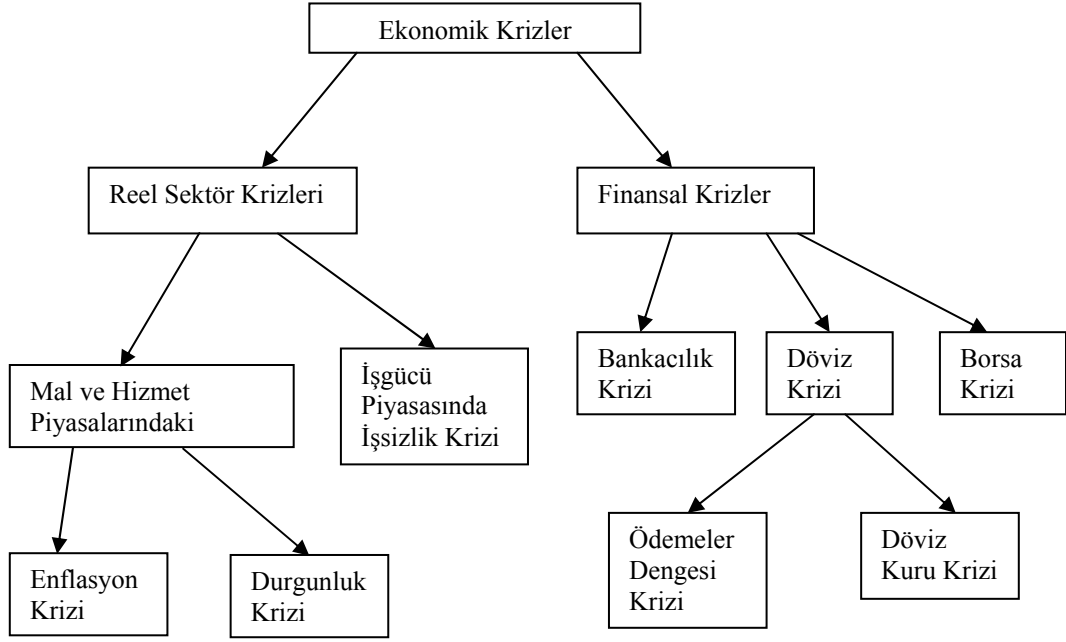 Ekonomik Krizler
Reel Sektör Krizleri
Finansal Krizler
Mal ve Hizmet
Piyasalarındaki
İşgücü
Piyasasında
İşsizlik Krizi
Bankacılık
Krizi
Döviz
Krizi
Borsa
Krizi
Enflasyon
Krizi
Durgunluk
Krizi
Ödemeler
Dengesi
Krizi
Döviz
Kuru Krizi